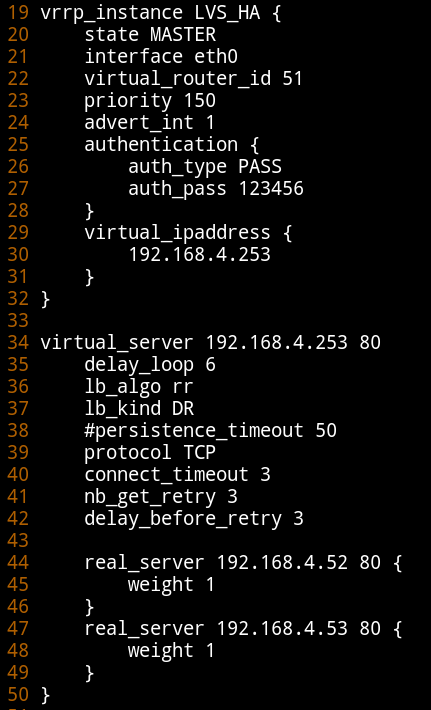 19 vrrp_instance LVS_HA {
20     state MASTER
21     interface eth0
22     virtual_router_id 51
23     priority 150
24     advert_int 1
25     authentication {
26         auth_type PASS
27         auth_pass 123456
28     }
29     virtual_ipaddress {
30         192.168.4.253
31     }
32 }
33
34 virtual_server 192.168.4.253 80
35     delay_loop 6
36     lb_algo rr
37     lb_kind DR
38     #persistence_timeout 50
39     protocol TCP
40     connect_timeout 3
41     nb_get_retry 3
42     delay_before_retry 3
43
44     real_server 192.168.4.52 80 {
45         weight 1
46     }
47     real_server 192.168.4.53 80 {
48         weight 1
49     }
50 }